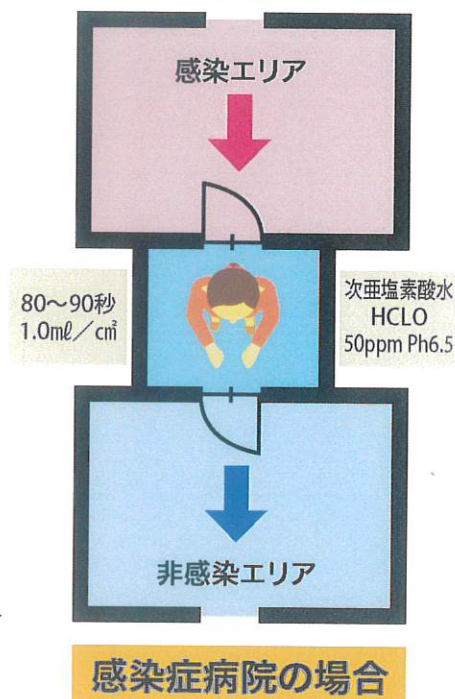 感染エリア
80～90秒
1.0ml／c㎡
次亜塩素酸水
HCLO
50ppm Ph6.5
非感染エリア
感染症病院の場合